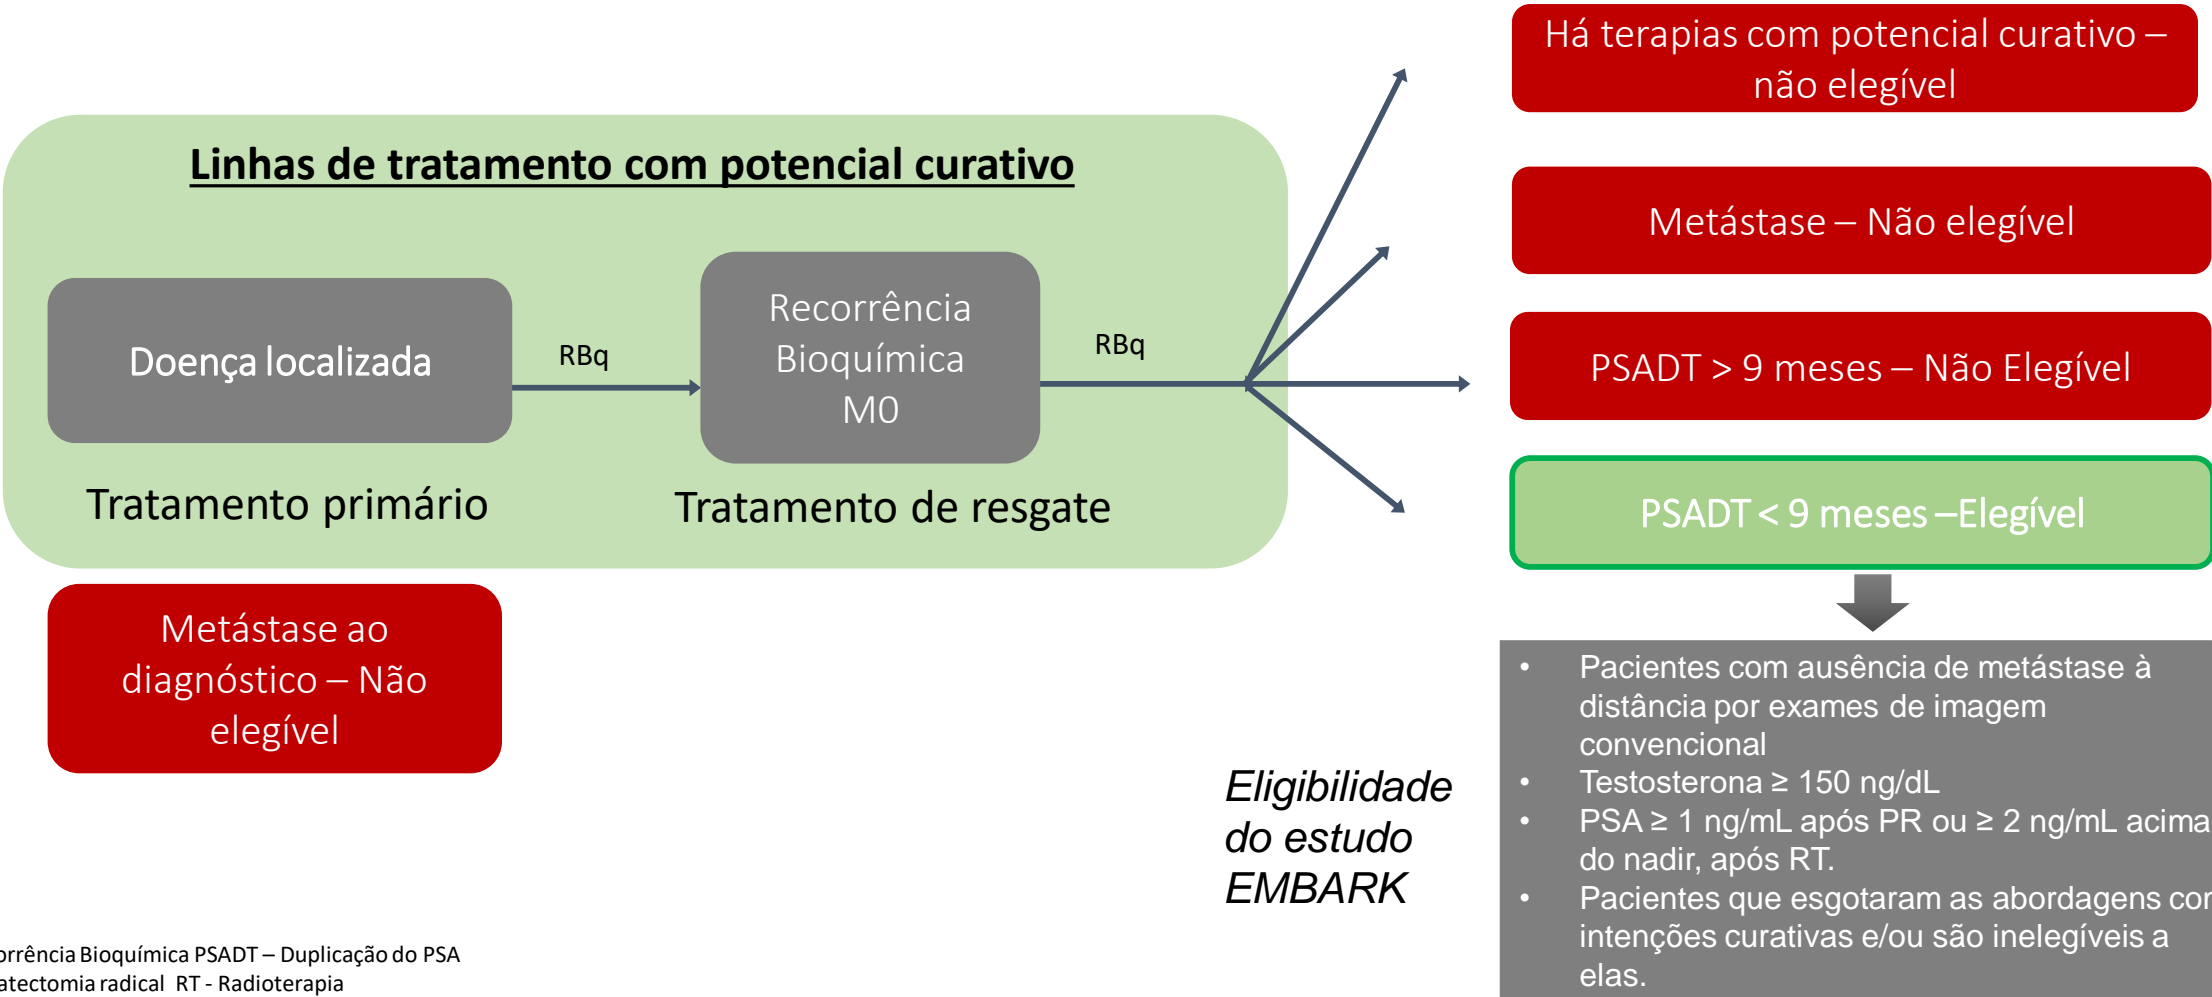 Há terapias com potencial curativo –
não elegível
Linhas de tratamento com potencial curativo
Metástase – Não elegível
Recorrência
Bioquímica
M0
Doença localizada
RBq
RBq
PSADT > 9 meses – Não Elegível
Tratamento primário
Tratamento de resgate
PSADT < 9 meses –Elegível
Metástase ao
diagnóstico – Não
elegível
• Pacientes com ausência de metástase à
distância por exames de imagem
convencional
• Testosterona ≥ 150 ng/dL
• PSA ≥ 1 ng/mL após PR ou ≥ 2 ng/mL acima
do nadir, após RT.
• Pacientes que esgotaram as abordagens
intenções curativas e/ou são inelegíveis a
elas.
Eligibilidade
do estudo
EMBARK
Bioquímica PSADT – Duplicação do PSA
radical RT - Radioterapia